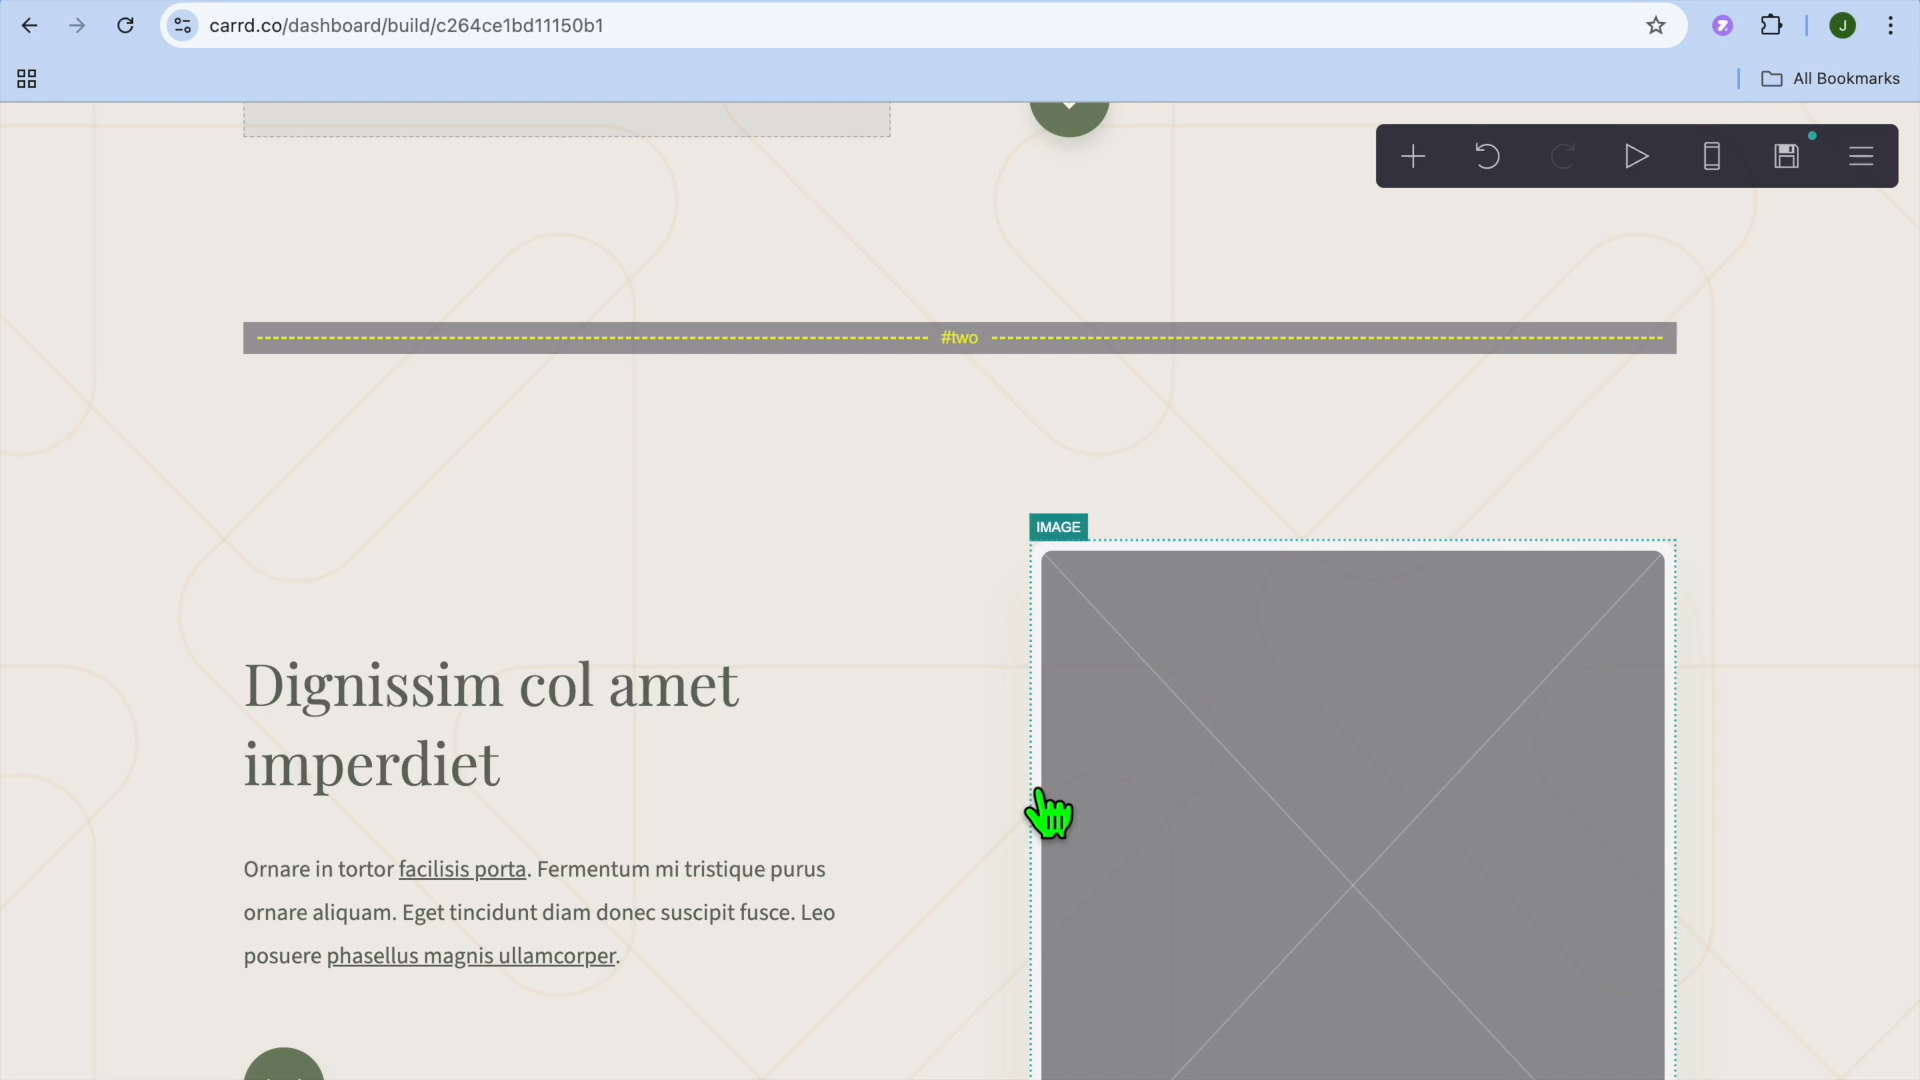 carrd.co/dashboard/build/c264ce1bd11150b1
J
All Bookmarks
#two
IMAGE
Dignissim col amet
imperdiet
Ornare in tortor facilisis porta. Fermentum mi tristique purus
ornare aliquam. Eget tincidunt diam donec suscipit fusce. Leo
posuere phasellus magnis ullamcorper.